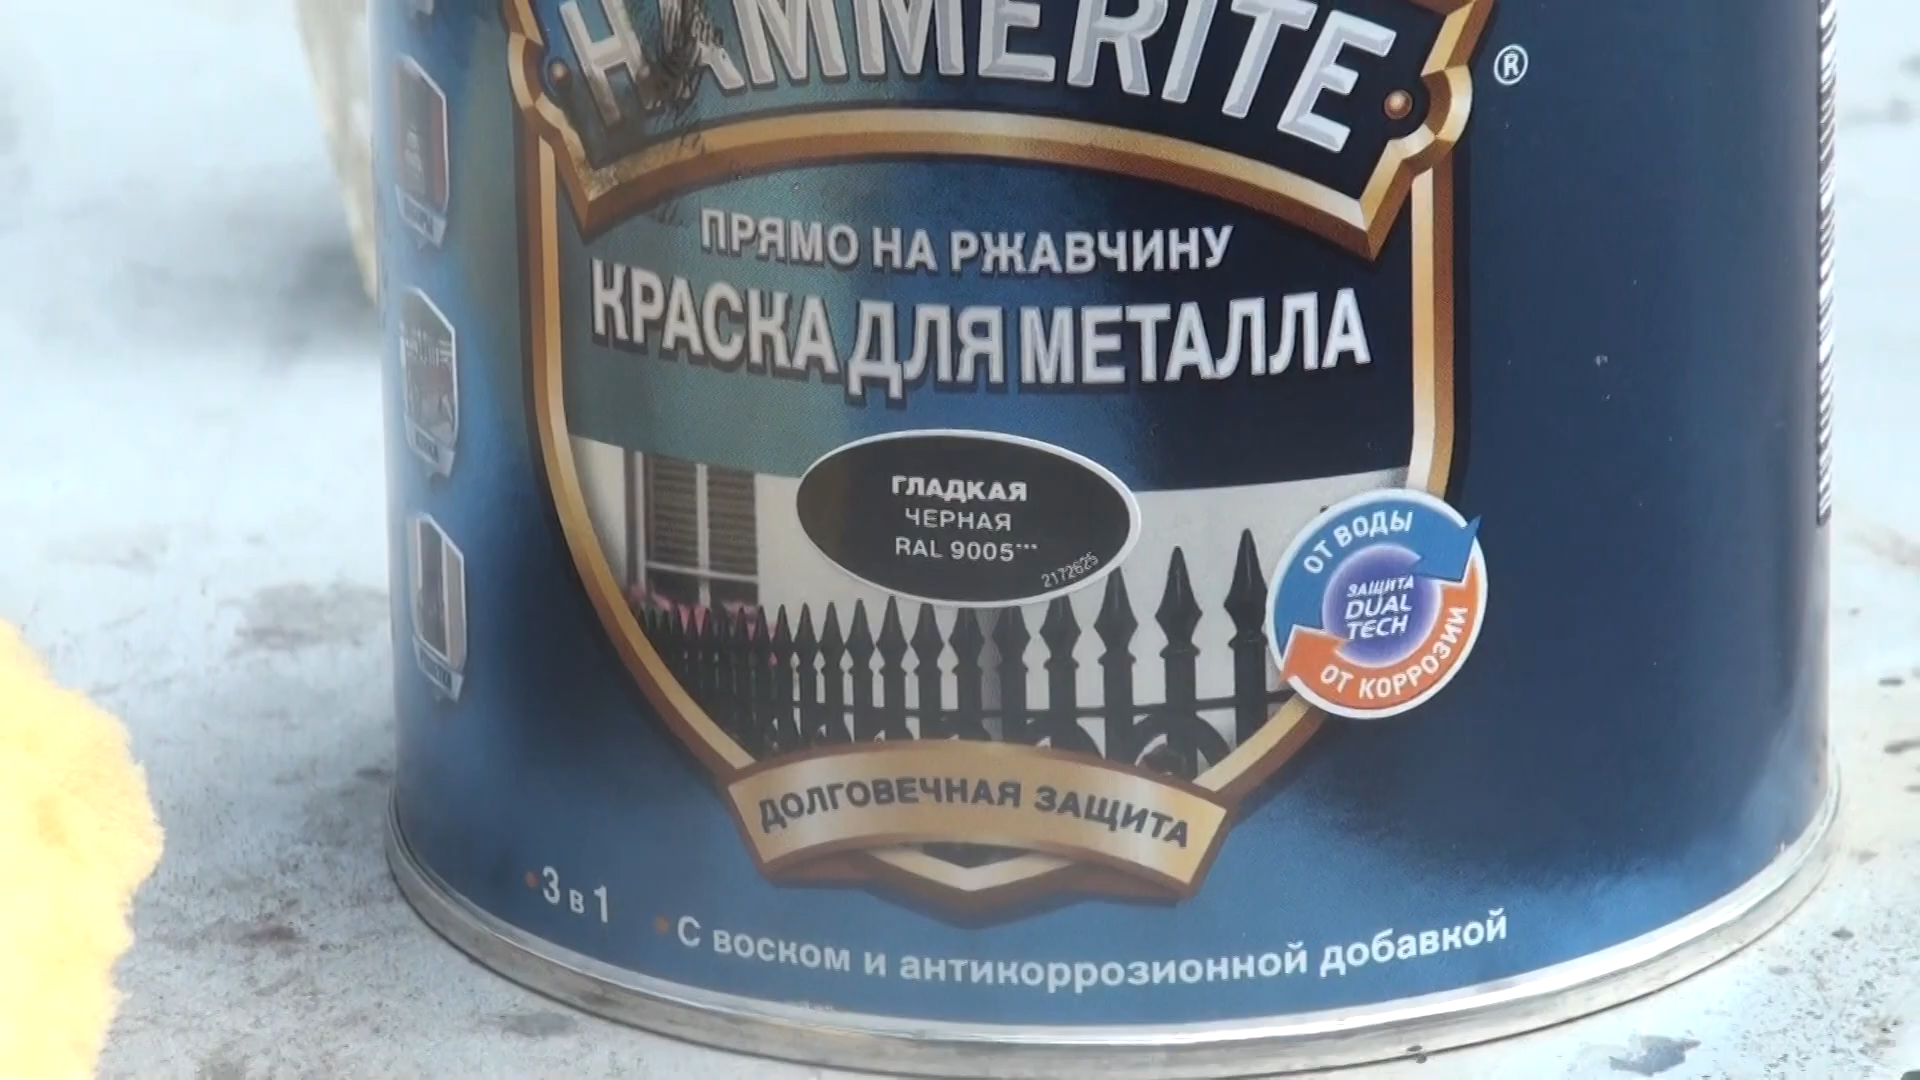 HAMMERITE
®
ПРЯМО НА РЖАВЧИНУ
КРАСКА ДЛЯ МЕТАЛЛА
ГЛАДКАЯ
ЧЕРНАЯ
RAL 9005***
2172625
ОТ ВОДЫ
ЗАЩИТА
DUAL
TECH
ОТ КОРРОЗИИ
ДОЛГОВЕЧНАЯ ЗАЩИТА
• 3 в 1
• С воском и антикоррозионной добавкой